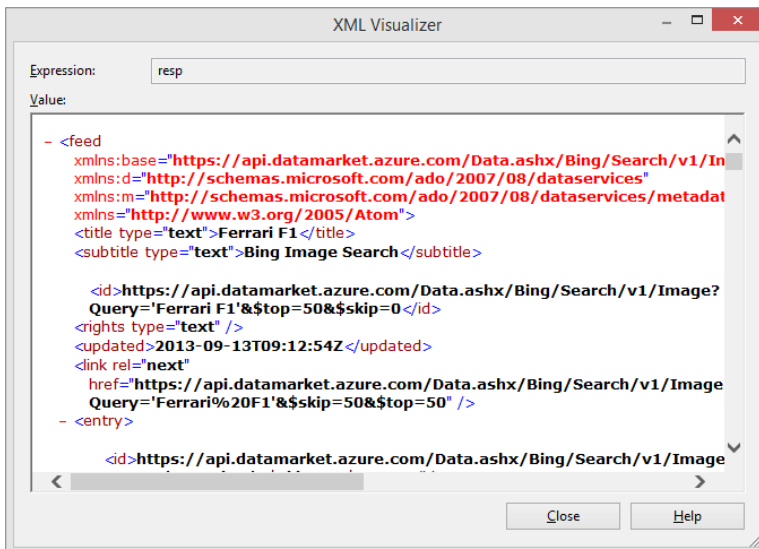 XML Visualizer
Expression:
resp
Value:
- <feed
xmlns:base="https://api.datamarket.azure.com/Data.ashx/Bing/Search/v1/In
xmlns:d="http://schemas.microsoft.com/ado/2007/08/dataservices"
xmlns:m="http://schemas.microsoft.com/ado/2007/08/dataservices/metadat
xmlns="http://www.w3.org/2005/Atom">
<title type="text">Ferrari F1</title>
<subtitle type="text">Bing Image Search</subtitle>
<id>https://api.datamarket.azure.com/Data.ashx/Bing/Search/v1/Image?
Query='Ferrari F1'&$top=50&$skip=0</id>
<rights type="text" />
<updated>2013-09-13T09:12:54Z</updated>
<link rel="next"
href="https://api.datamarket.azure.com/Data.ashx/Bing/Search/v1/Image
Query='Ferrari%20F1'&$skip=50&$top=50" />
- <entry>
<id>https://api.datamarket.azure.com/Data.ashx/Bing/Search/v1/Image
Close
Help